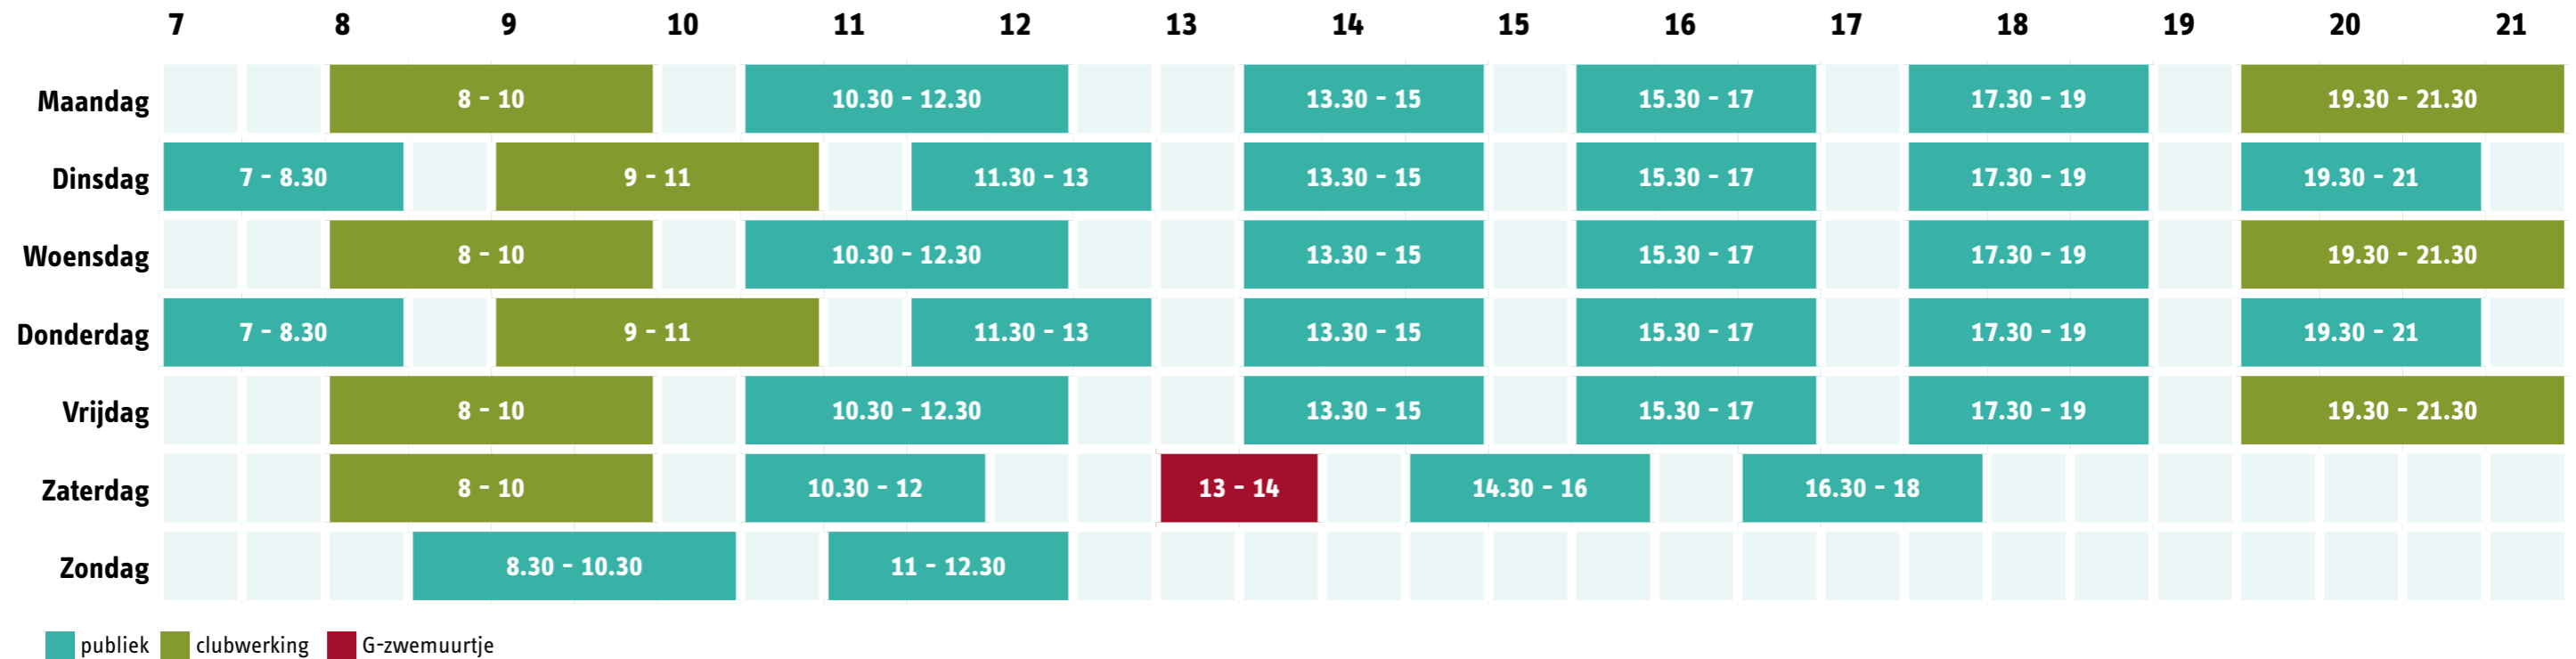 7 8 9 10 11 12 13 14 15 16 17 18 19 20 21
Maandag 8 - 10 10.30 - 12.30 13.30 - 15 15.30 - 17 17.30 - 19 19.30 - 21.30
Dinsdag 7 - 8.30 9 - 11 11.30 - 13 13.30 - 15 15.30 - 17 17.30 - 19 19.30 - 21
Woensdag 8 - 10 10.30 - 12.30 13.30 - 15 15.30 - 17 17.30 - 19 19.30 - 21.30
Donderdag 7 - 8.30 9 - 11 11.30 - 13 13.30 - 15 15.30 - 17 17.30 - 19 19.30 - 21
Vrijdag 8 - 10 10.30 - 12.30 13.30 - 15 15.30 - 17 17.30 - 19 19.30 - 21.30
Zaterdag 8 - 10 10.30 - 12 13 - 14 14.30 - 16 16.30 - 18
Zondag 8.30 - 10.30 11 - 12.30
publiek clubwerking G-zwemuurtje